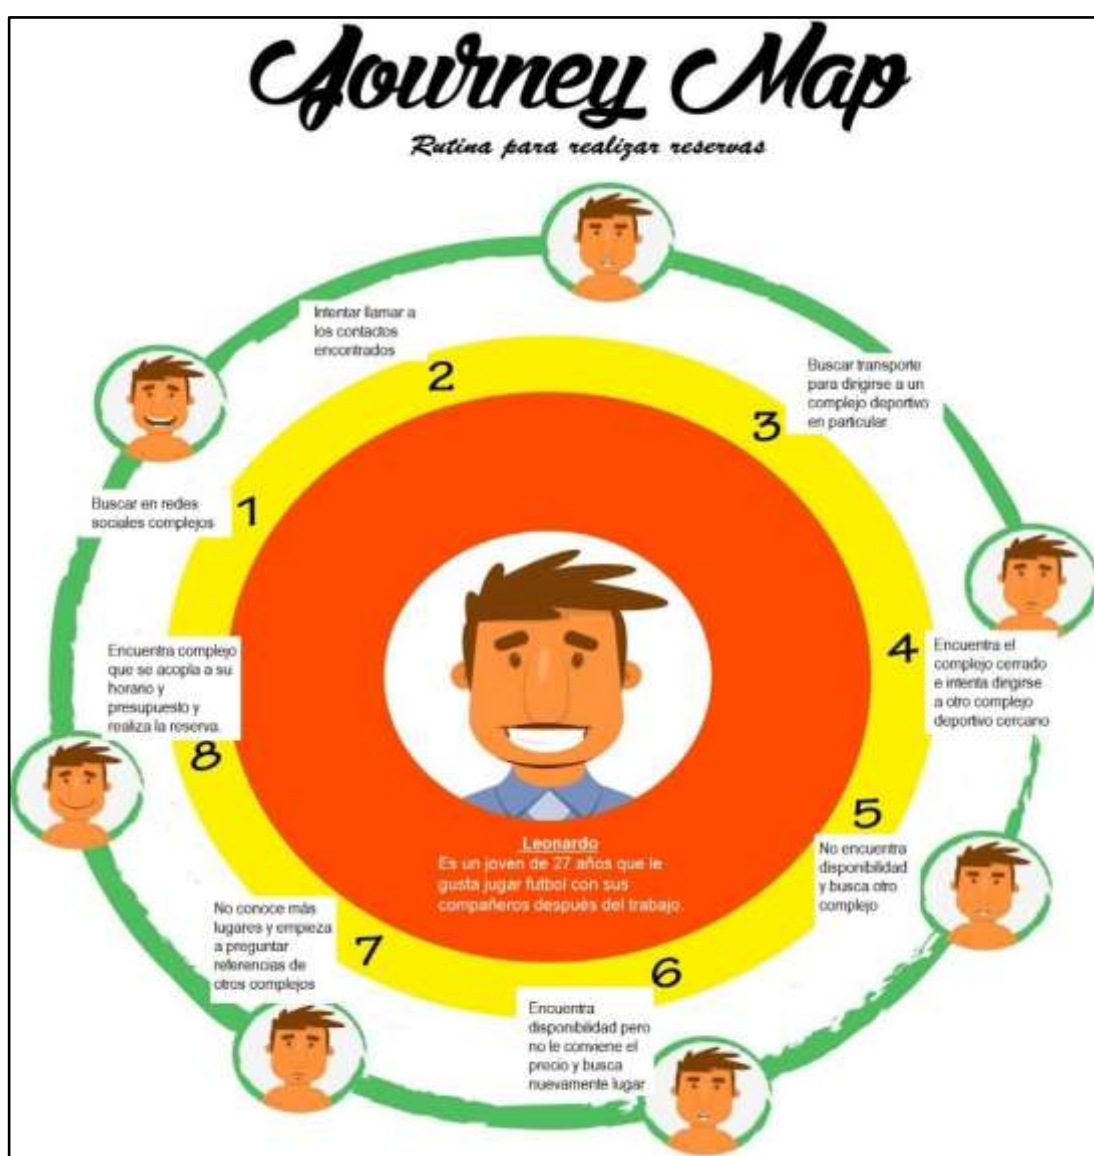 Journey Map
Rutina para realizar reservas
1
Buscar en redes
sociales complejos
2
Intentar llamar a
los contactos
encontrados
3
Buscar transporte
para dirigirse a un
complejo deportivo
en particular
4
Encuentra el
complejo cerrado
e intenta dirigirse
a otro complejo
deportivo cercano
5
No encuentra
disponibilidad
y busca otro
complejo
6
Encuentra
disponibilidad pero
no le conviene el
precio y busca
nuevamente lugar
7
No conoce más
lugares y empieza
a preguntar
referencias de
otros complejos
8
Encuentra complejo
que se acopla a su
horario y
presupuesto y
realiza la reserva.
Leonardo
Es un joven de 27 años que le
gusta jugar futbol con sus
compañeros después del trabajo.